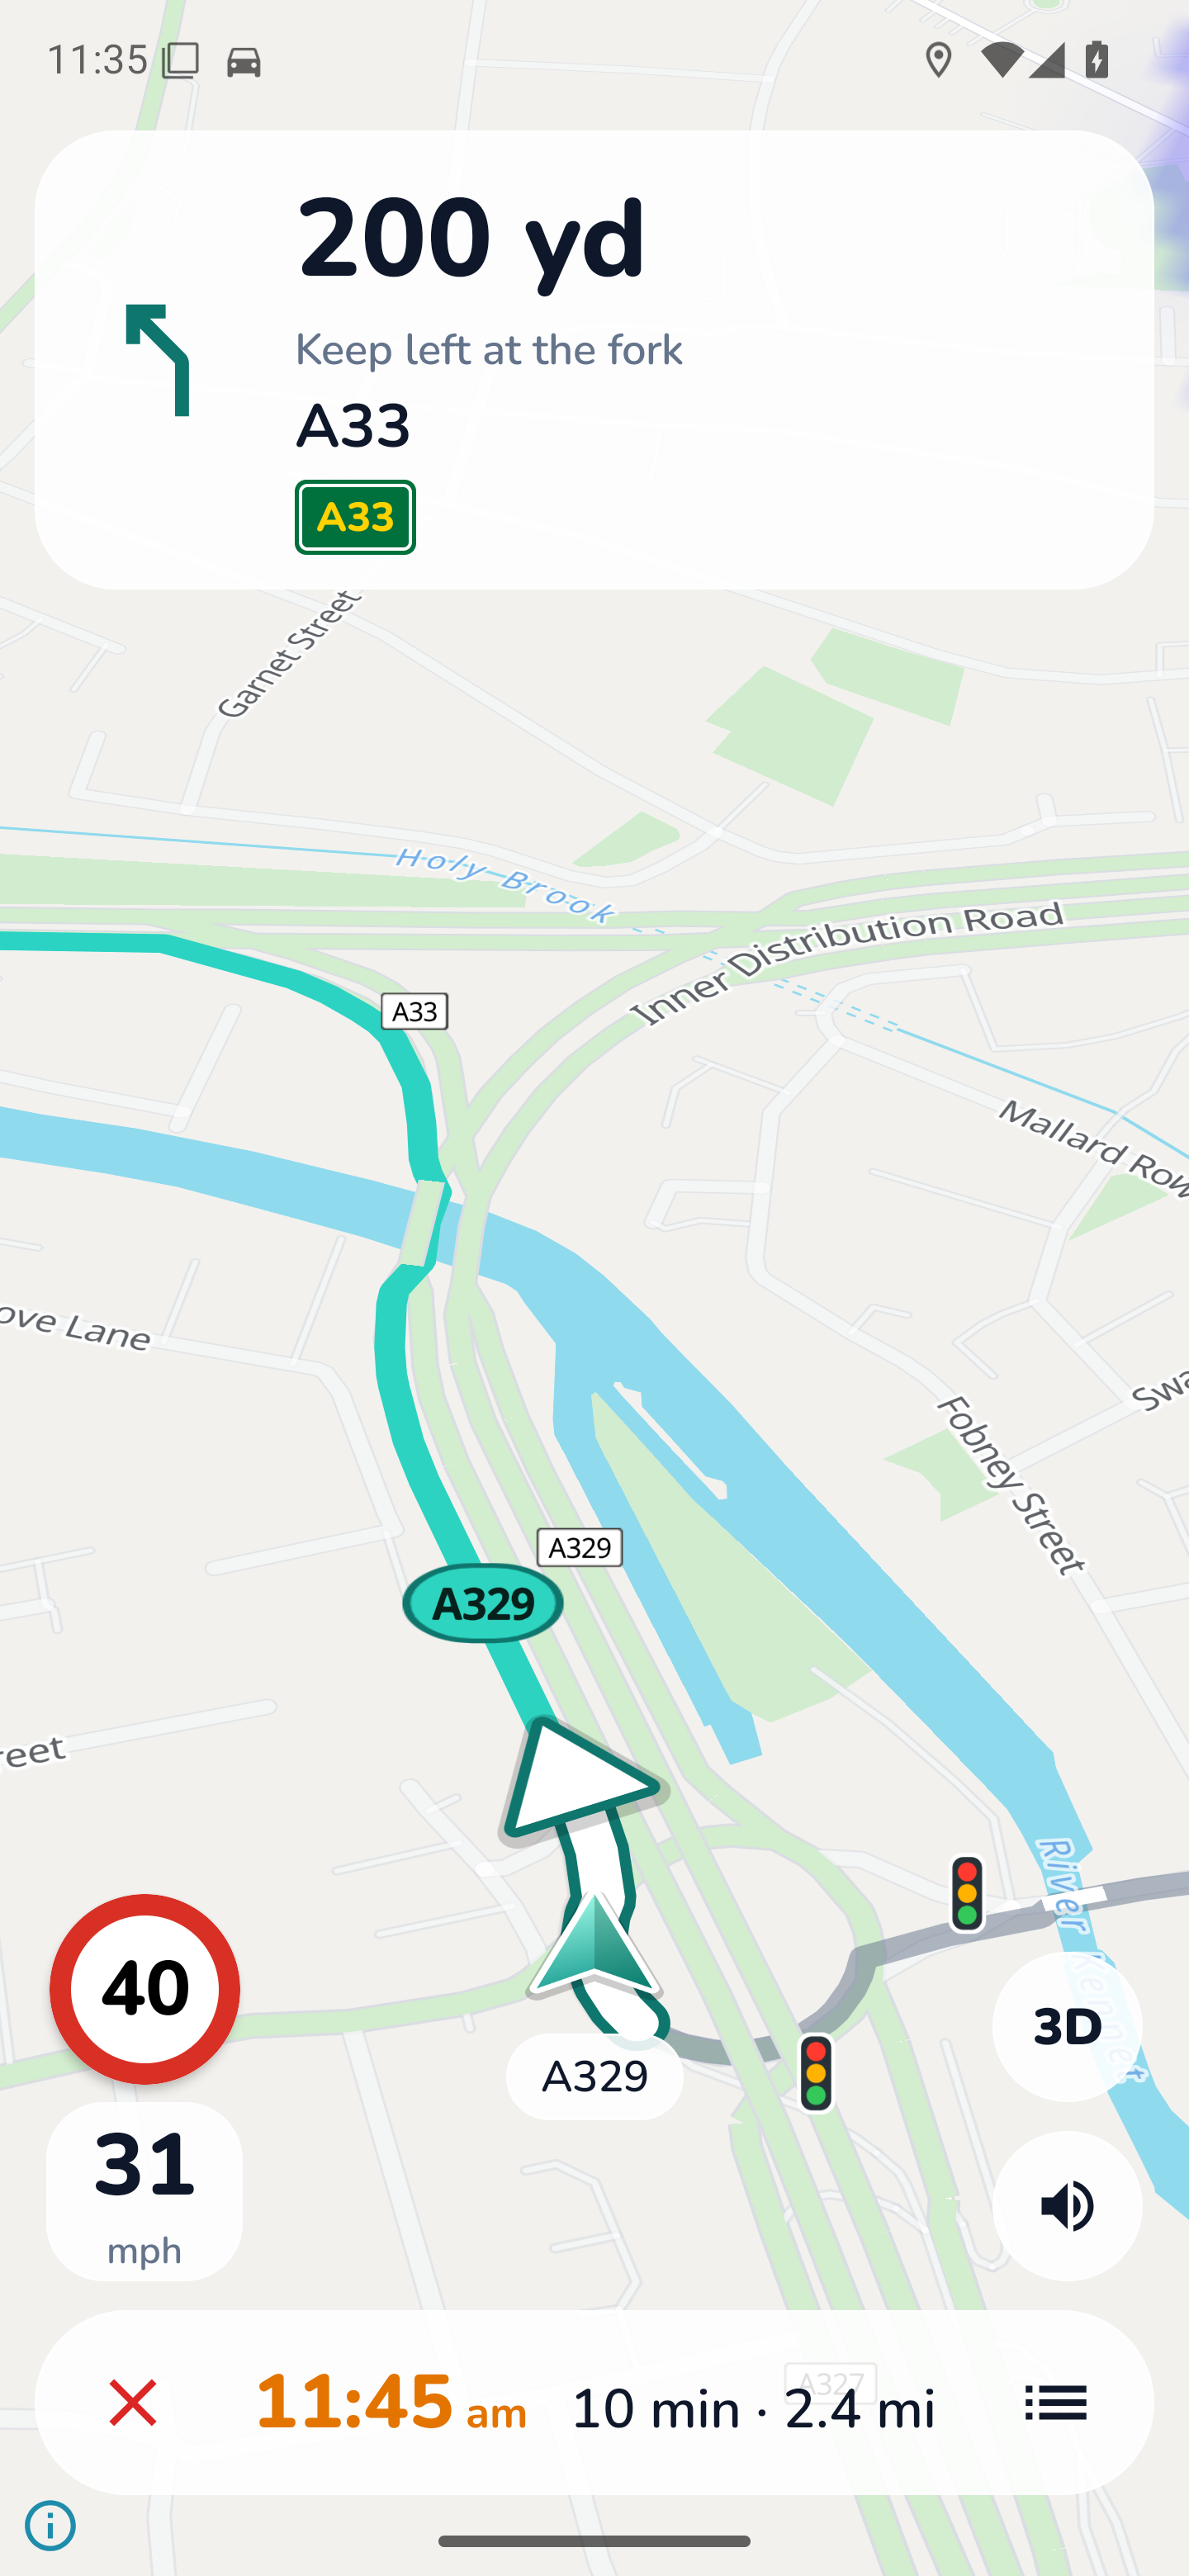 11:35
200 yd
Keep left at the fork
A33
A33
Garnet Street
Holy Brook
Inner Distribution Road
A33
Mallard Row
ove Lane
Swa
Fobney Street
A329
A329
reet
River Kennet
40
3D
A329
31
mph
A327
11:45 am
10 min · 2.4 mi